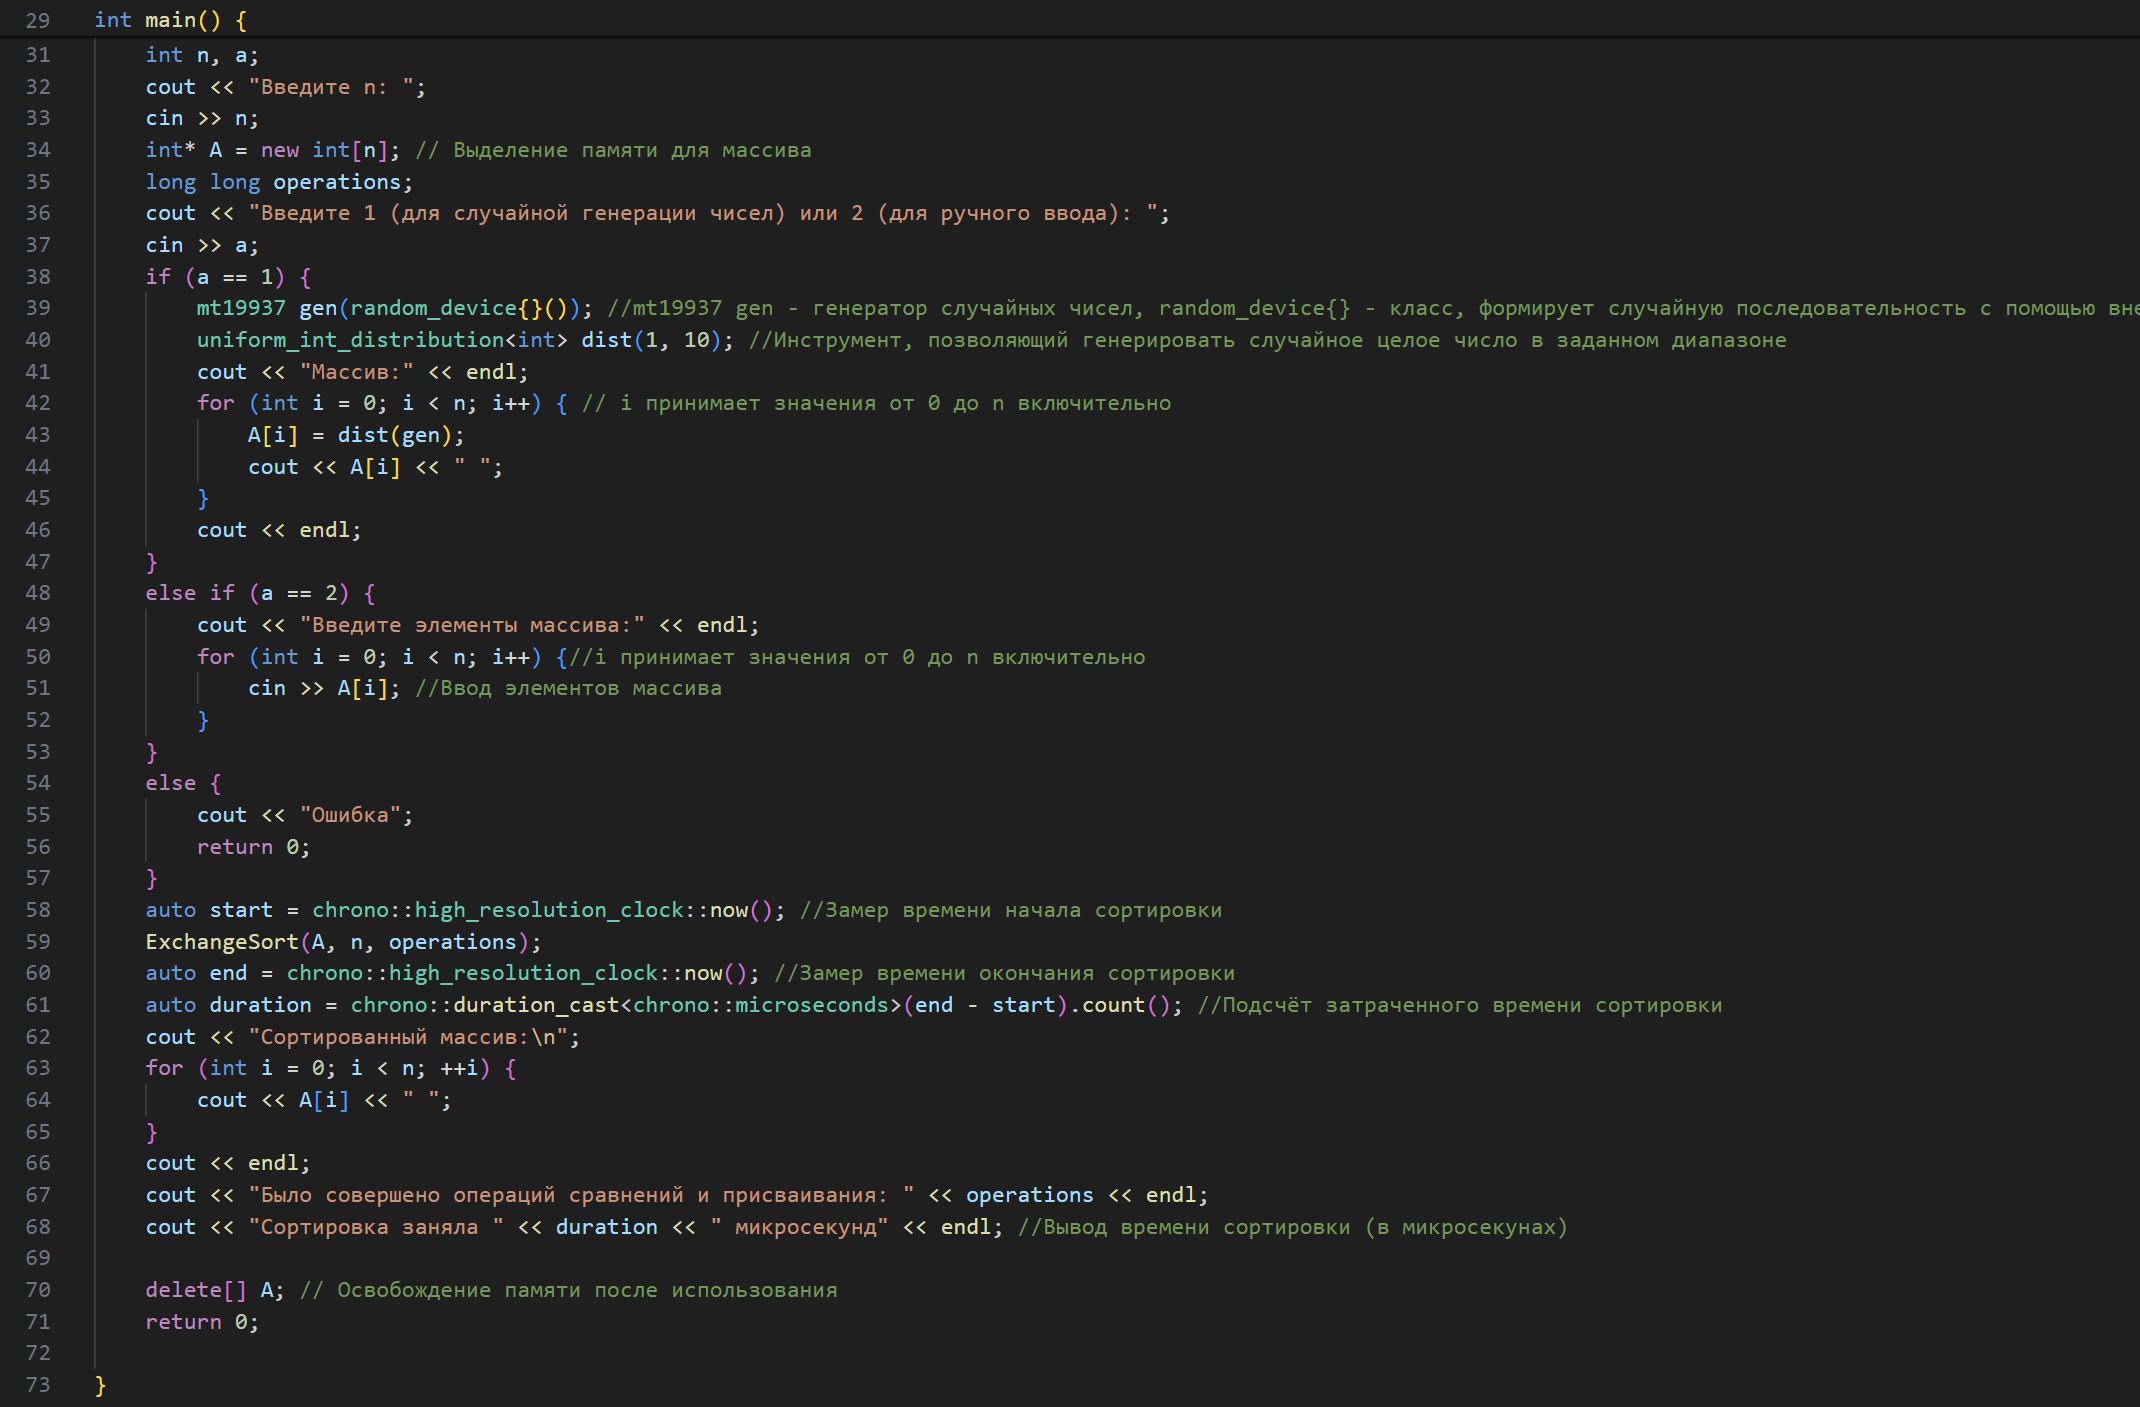 29 int main() {
31 int n, a;
32 cout << "Введите n: ";
33 cin >> n;
34 int* A = new int[n]; // Выделение памяти для массива
35 long long operations;
36 cout << "Введите 1 (для случайной генерации чисел) или 2 (для ручного ввода): ";
37 cin >> a;
38 if (a == 1) {
39 mt19937 gen(random_device{}()); //mt19937 gen - генератор случайных чисел, random_device{} - класс, формирует случайную последовательность с помощью вне
40 uniform_int_distribution<int> dist(1, 10); //Инструмент, позволяющий генерировать случайное целое число в заданном диапазоне
41 cout << "Массив:" << endl;
42 for (int i = 0; i < n; i++) { // i принимает значения от 0 до n включительно
43 A[i] = dist(gen);
44 cout << A[i] << " ";
45 }
46 cout << endl;
47 }
48 else if (a == 2) {
49 cout << "Введите элементы массива:" << endl;
50 for (int i = 0; i < n; i++) {//i принимает значения от 0 до n включительно
51 cin >> A[i]; //Ввод элементов массива
52 }
53 }
54 else {
55 cout << "Ошибка";
56 return 0;
57 }
58 auto start = chrono::high_resolution_clock::now(); //Замер времени начала сортировки
59 ExchangeSort(A, n, operations);
60 auto end = chrono::high_resolution_clock::now(); //Замер времени окончания сортировки
61 auto duration = chrono::duration_cast<chrono::microseconds>(end - start).count(); //Подсчёт затраченного времени сортировки
62 cout << "Сортированный массив:\n";
63 for (int i = 0; i < n; ++i) {
64 cout << A[i] << " ";
65 }
66 cout << endl;
67 cout << "Было совершено операций сравнений и присваивания: " << operations << endl;
68 cout << "Сортировка заняла " << duration << " микросекунд" << endl; //Вывод времени сортировки (в микросекунах)
69
70 delete[] A; // Освобождение памяти после использования
71 return 0;
72
73 }